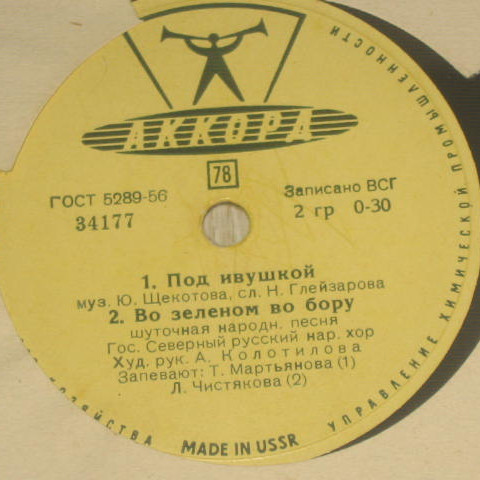 АККОРД
78
ГОСТ 5289-56
34177
Записано ВСГ
2 гр 0-30
1. Под ивушкой
муз. Ю. Щекотова, сл. Н. Глейзарова
2. Во зеленом во бору
шуточная народн. песня
Гос. Северный русский нар. хор
Худ. рук. А. Колотилова
Запевают: Т. Мартьянова (1)
Л. Чистякова (2)
MADE IN USSR
УПРАВЛЕНИЕ ХИМИЧЕСКОЙ ПРОМЫШЛЕННОСТИ